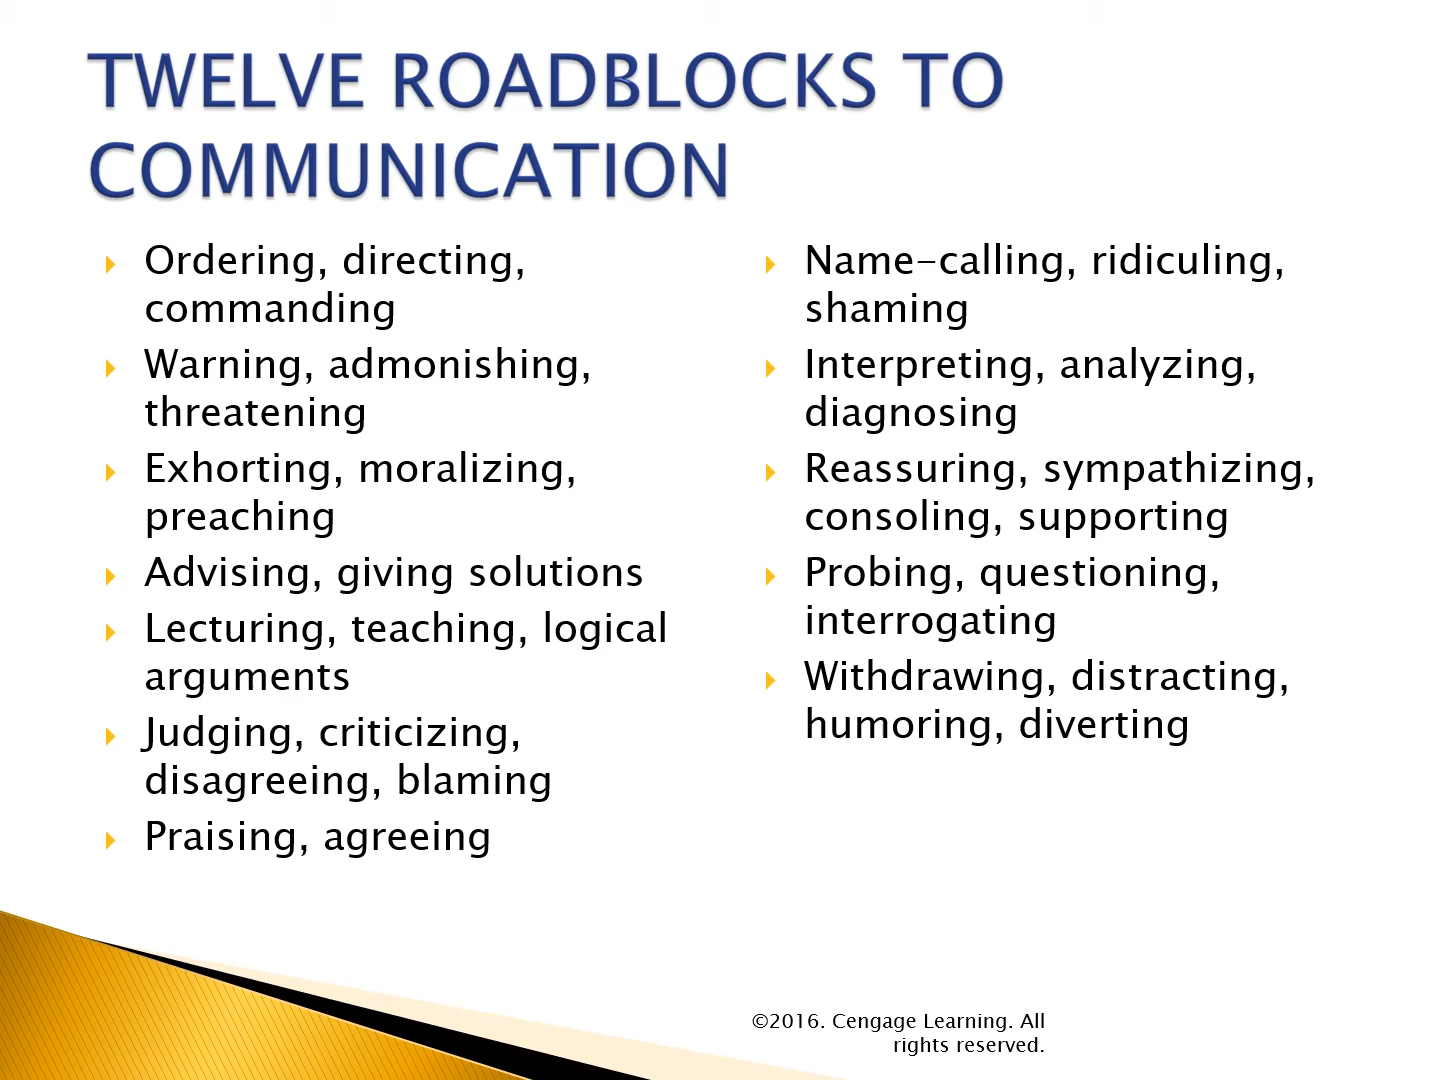 TWELVE ROADBLOCKS TO
COMMUNICATION
Ordering, directing,
commanding
Warning, admonishing,
threatening
Exhorting, moralizing,
preaching
Advising, giving solutions
Lecturing, teaching, logical
arguments
Judging, criticizing,
disagreeing, blaming
Praising, agreeing
Name-calling, ridiculing,
shaming
Interpreting, analyzing,
diagnosing
Reassuring, sympathizing,
consoling, supporting
Probing, questioning,
interrogating
Withdrawing, distracting,
humoring, diverting
©2016. Cengage Learning. All
rights reserved.